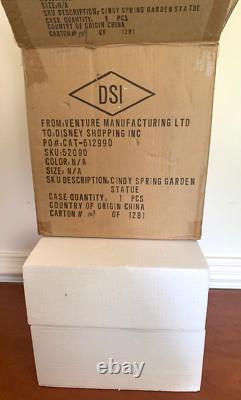 SIZE:N/A
SKU DESCRIPTION: CINDY SPRING GARDEN
STATUE
CASE QUANTITY: 1 PCS
COUNTRY OF ORIGIN CHINA
CARTON# OF 1281
DSI
FROM:VENTURE MANUFACTURING LTD
TO:DISNEY SHOPPING INC
PO#:CAT-612990
SKU:52090
COLOR:N/A
SIZE: N/A
SKU DESCRIPTION:CINDY SPRING GARDEN
STATUE
CASE QUANTITY: 1 PCS
COUNTRY OF ORIGIN CHINA
CARTON # OF 1281
ebay